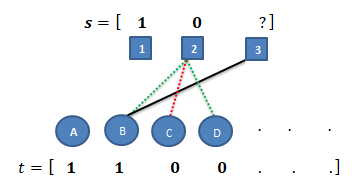 s = [ 1 0 ?]
1 2 3
A B C D . . .
t = [ 1 1 0 0 . . .]